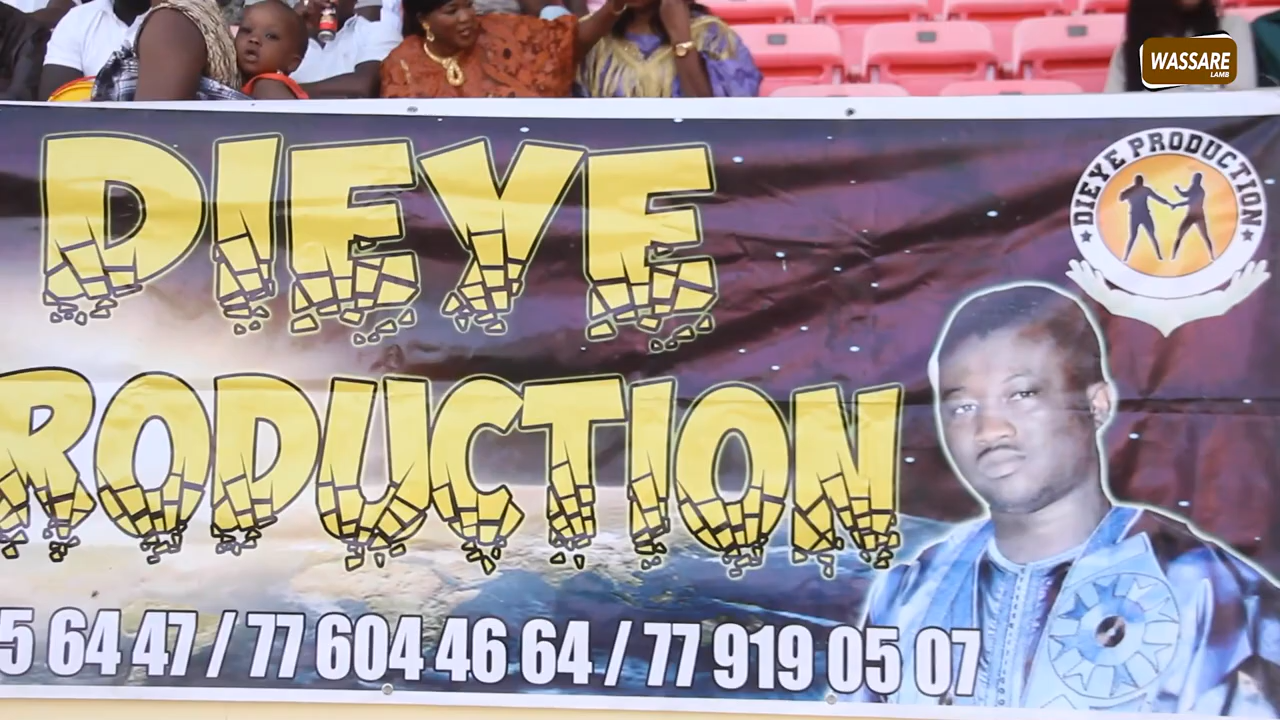 WASSARE
LAMB
DIEYE PRODUCTION
DIEYE
RODUCTION
5 64 47 / 77 604 46 64 / 77 919 05 07